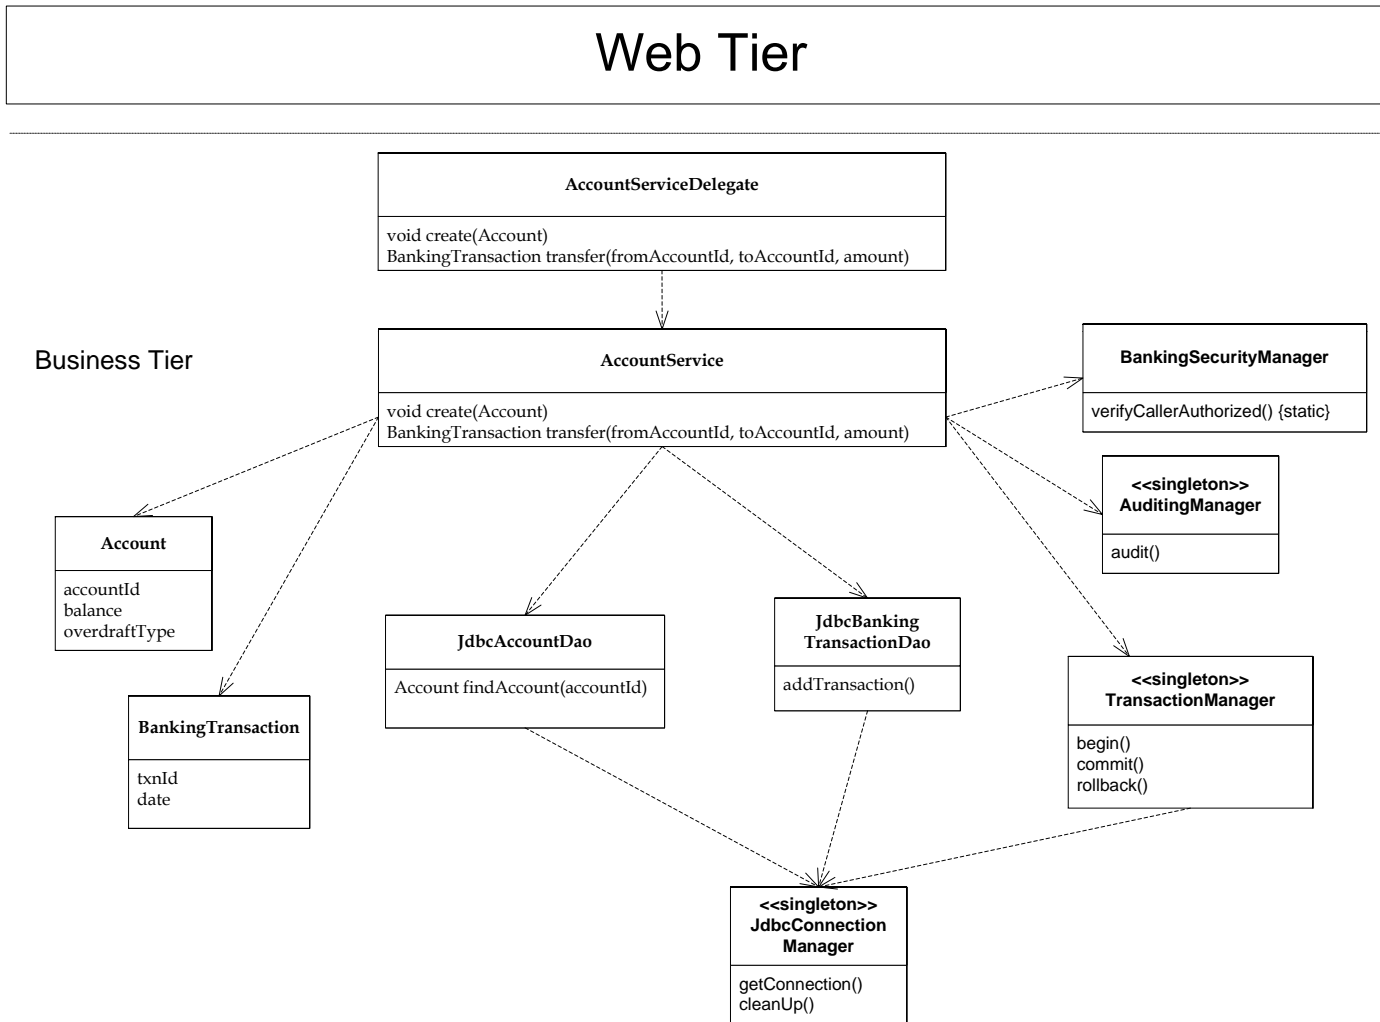 Web Tier
AccountServiceDelegate
void create(Account)
BankingTransaction transfer(fromAccountId, toAccountId, amount)
Business Tier
AccountService
void create(Account)
BankingTransaction transfer(fromAccountId, toAccountId, amount)
BankingSecurityManager
verifyCallerAuthorized() {static}
<<singleton>>
AuditingManager
audit()
Account
accountId
balance
overdraftType
JdbcAccountDao
Account findAccount(accountId)
JdbcBanking
TransactionDao
addTransaction()
<<singleton>>
TransactionManager
begin()
commit()
rollback()
BankingTransaction
txnId
date
<<singleton>>
JdbcConnection
Manager
getConnection()
cleanUp()